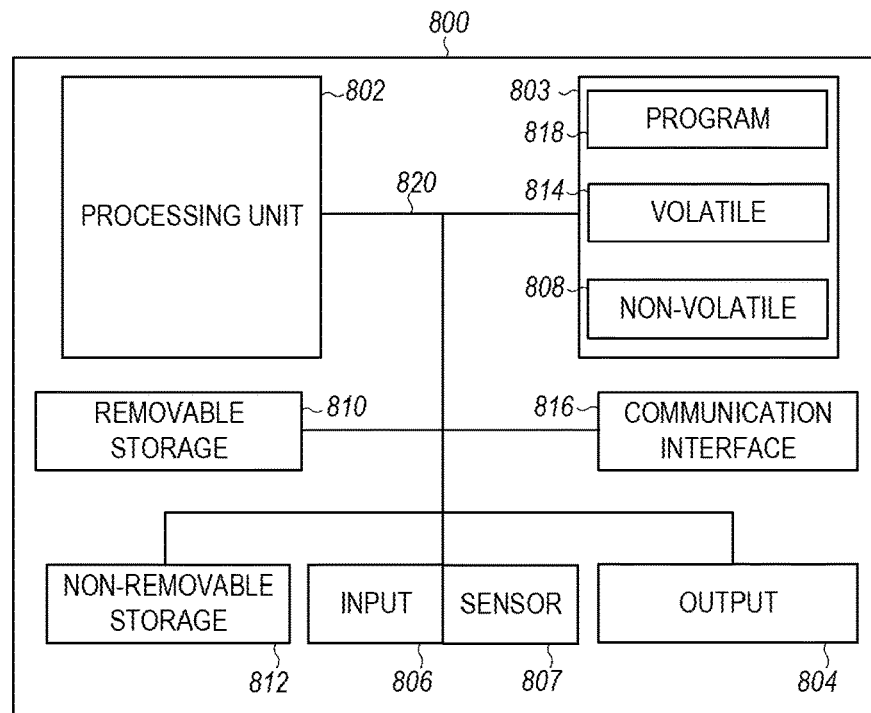 800
802
803
PROGRAM
818
820
814
PROCESSING UNIT
VOLATILE
808
NON-VOLATILE
REMOVABLE
STORAGE
810
816
COMMUNICATION
INTERFACE
NON-REMOVABLE
STORAGE
INPUT
SENSOR
OUTPUT
812
806
807
804